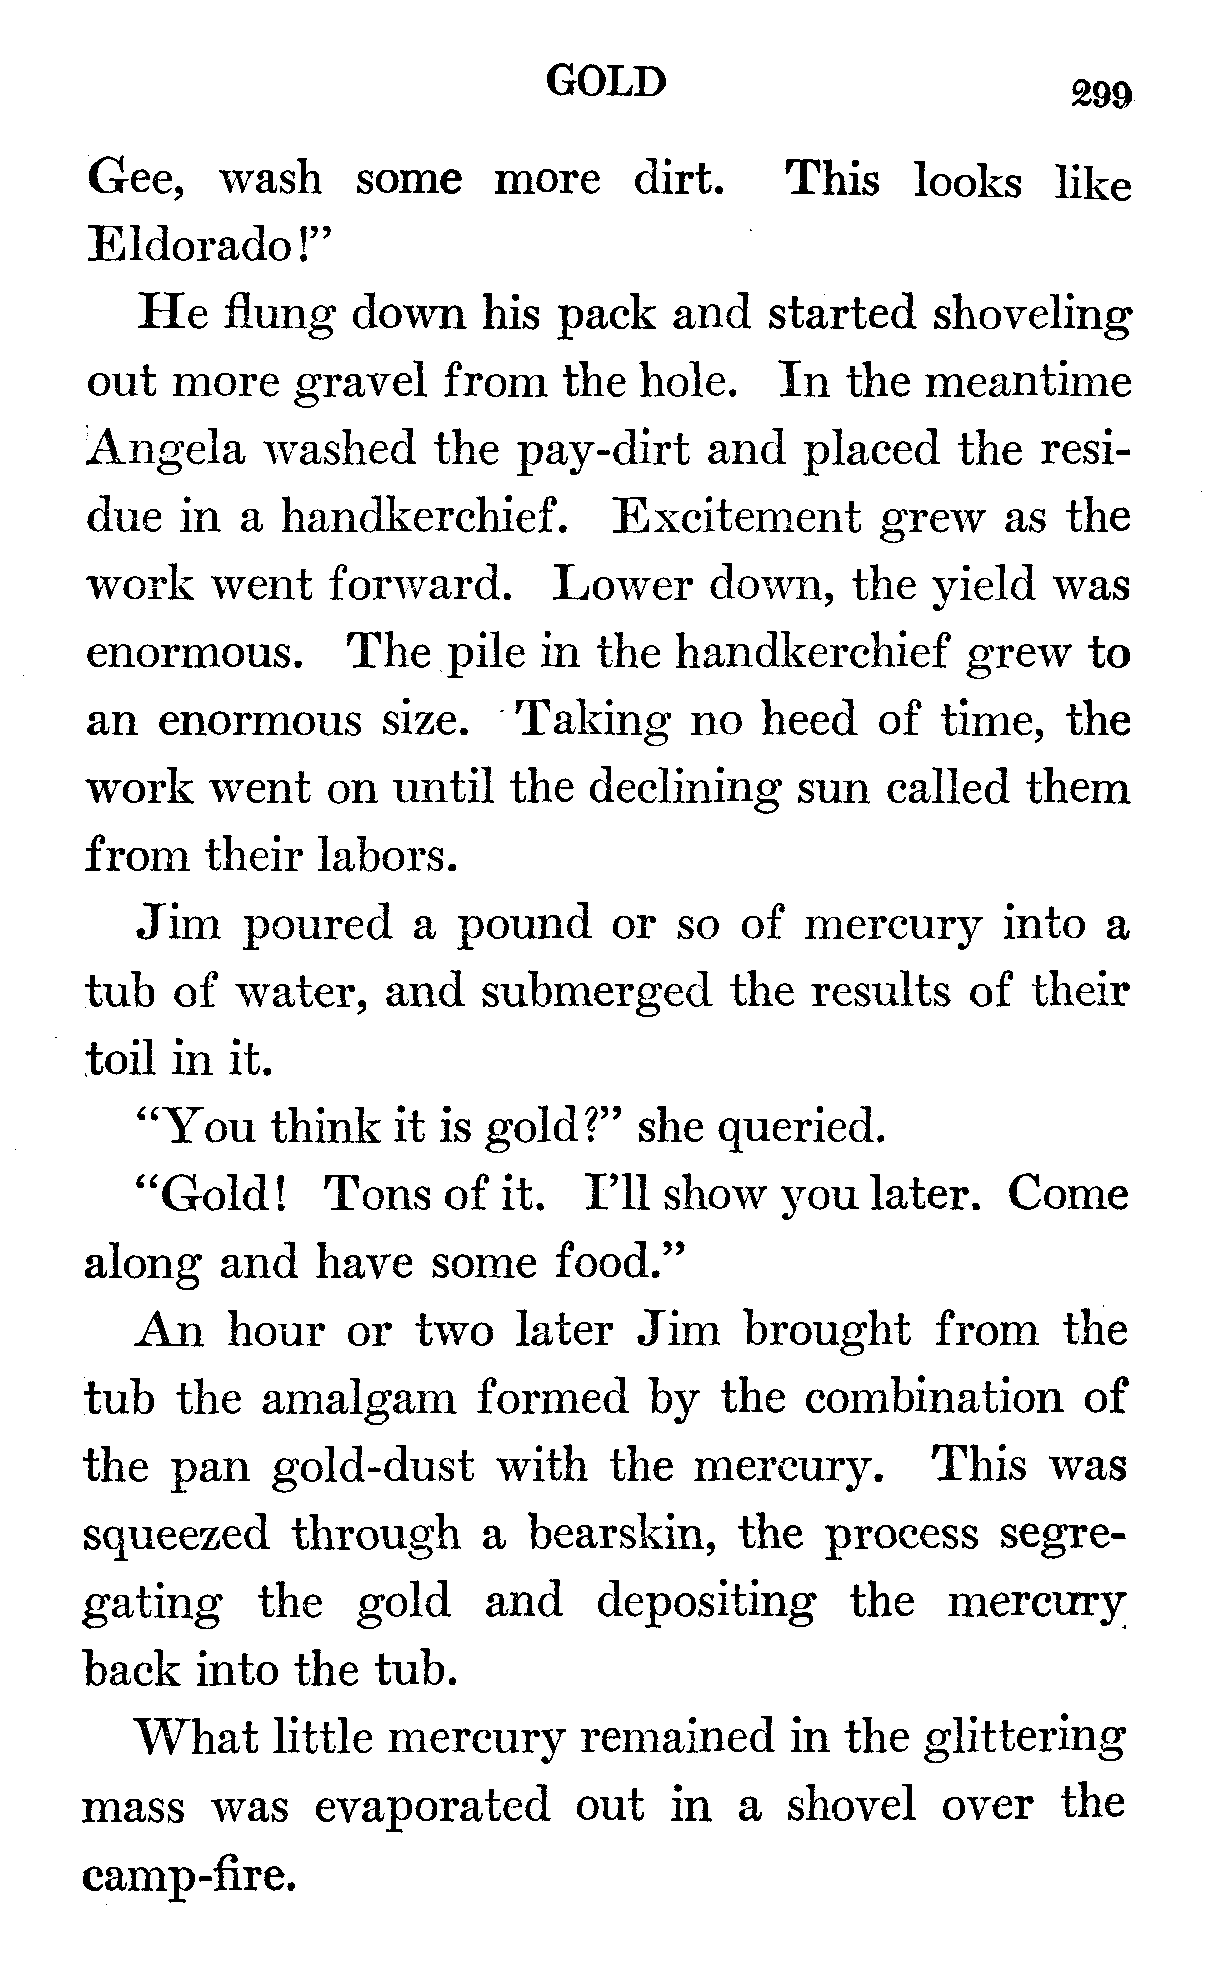 GOLD 299
Gee, wash some more dirt. This looks like
Eldorado!”
He flung down his pack and started shoveling
out more gravel from the hole. In the meantime
Angela washed the pay-dirt and placed the resi-
due in a handkerchief. Excitement grew as the
work went forward. Lower down, the yield was
enormous. The pile in the handkerchief grew to
an enormous size. Taking no heed of time, the
work went on until the declining sun called them
from their labors.
Jim poured a pound or so of mercury into a
tub of water, and submerged the results of their
toil in it.
“You think it is gold?” she queried.
“Gold! Tons of it. I’ll show you later. Come
along and have some food.”
An hour or two later Jim brought from the
tub the amalgam formed by the combination of
the pan gold-dust with the mercury. This was
squeezed through a bearskin, the process segre-
gating the gold and depositing the mercury
back into the tub.
What little mercury remained in the glittering
mass was evaporated out in a shovel over the
camp-fire.